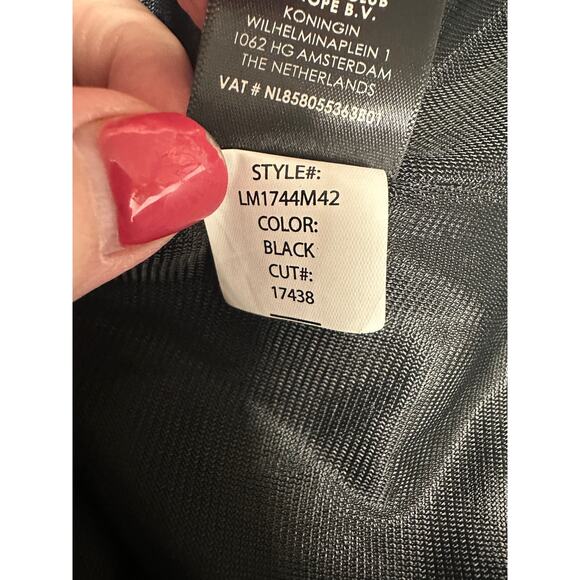 KONINGIN
WILHELMINAPLEIN 1
1062 HG AMSTERDAM
THE NETHERLANDS
VAT # NL858055363B01
STYLE#:
LM1744M42
COLOR:
BLACK
CUT#:
17438